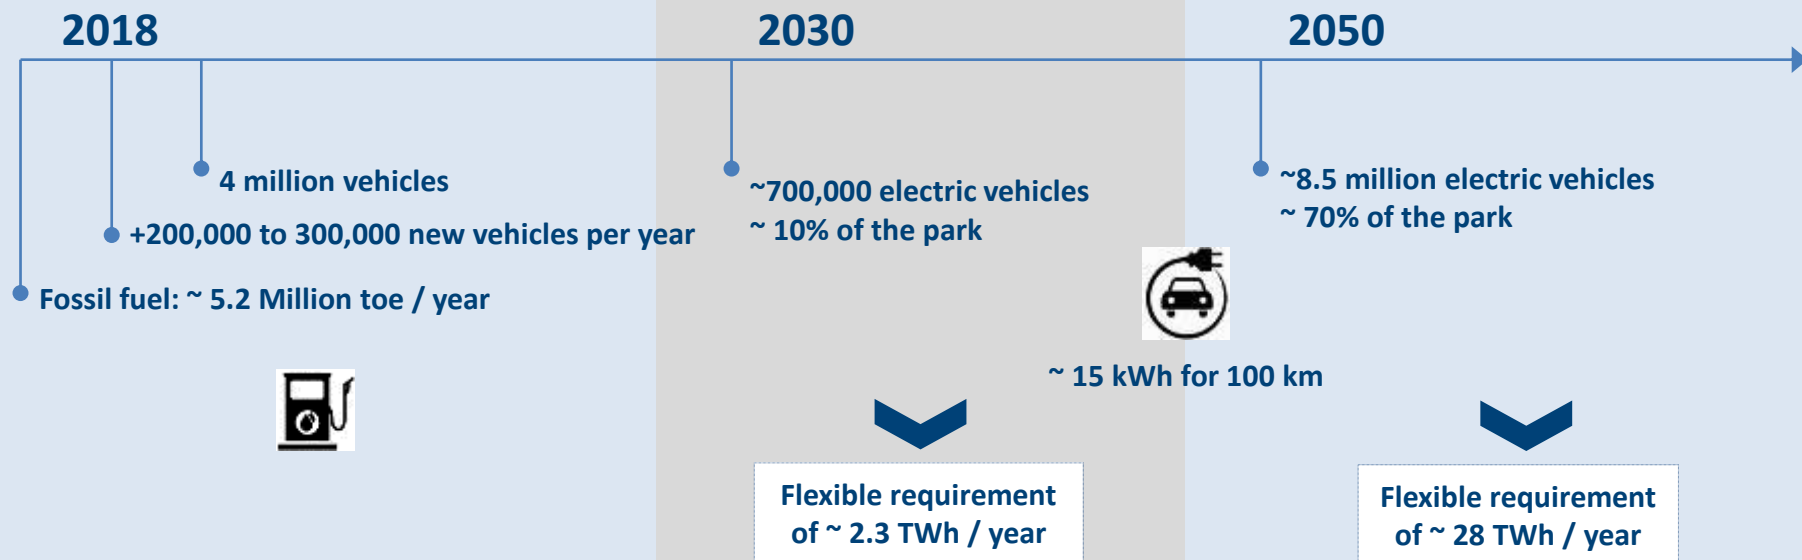 2018
4 million vehicles
+200,000 to 300,000 new vehicles per year
Fossil fuel: ~ 5.2 Million toe / year
2030
~700,000 electric vehicles
~ 10% of the park
~ 15 kWh for 100 km
Flexible requirement
of ~ 2.3 TWh / year
2050
~8.5 million electric vehicles
~ 70% of the park
Flexible requirement
of ~ 28 TWh / year